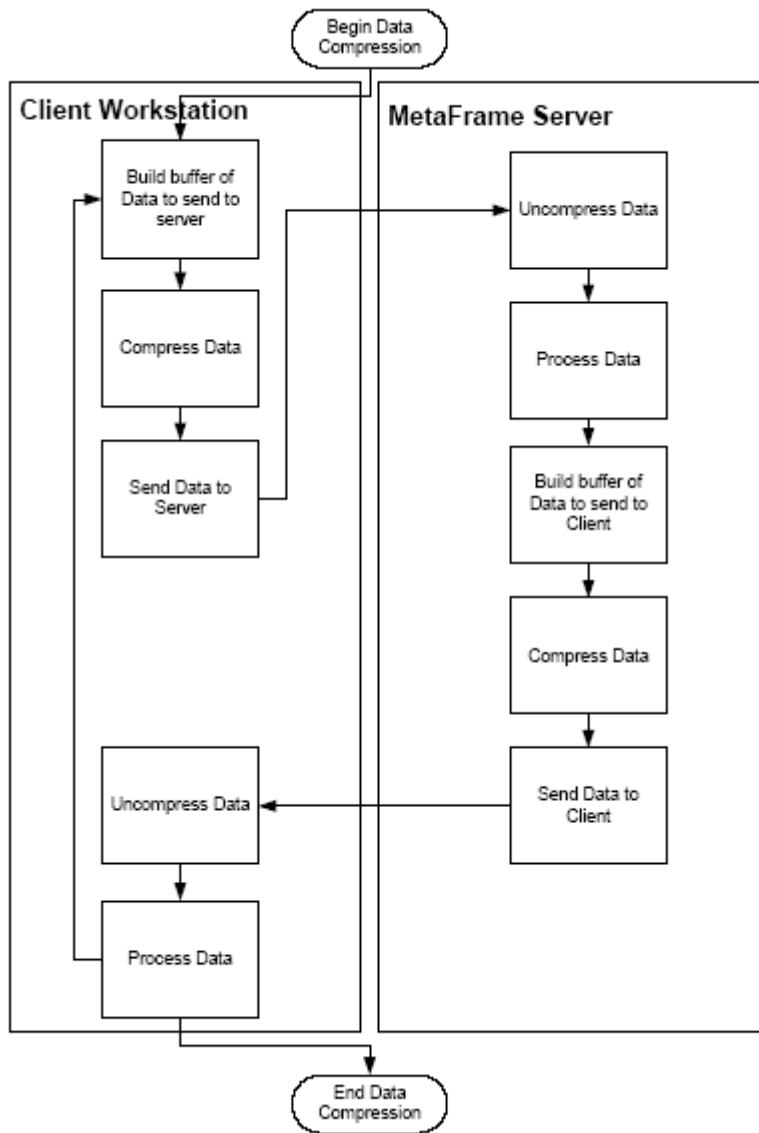 Begin Data
Compression
Client Workstation
MetaFrame Server
Build buffer of
Data to send to
server
Compress Data
Send Data to
Server
Uncompress Data
Process Data
Build buffer of
Data to send to
Client
Compress Data
Send Data to
Client
Uncompress Data
Process Data
End Data
Compression